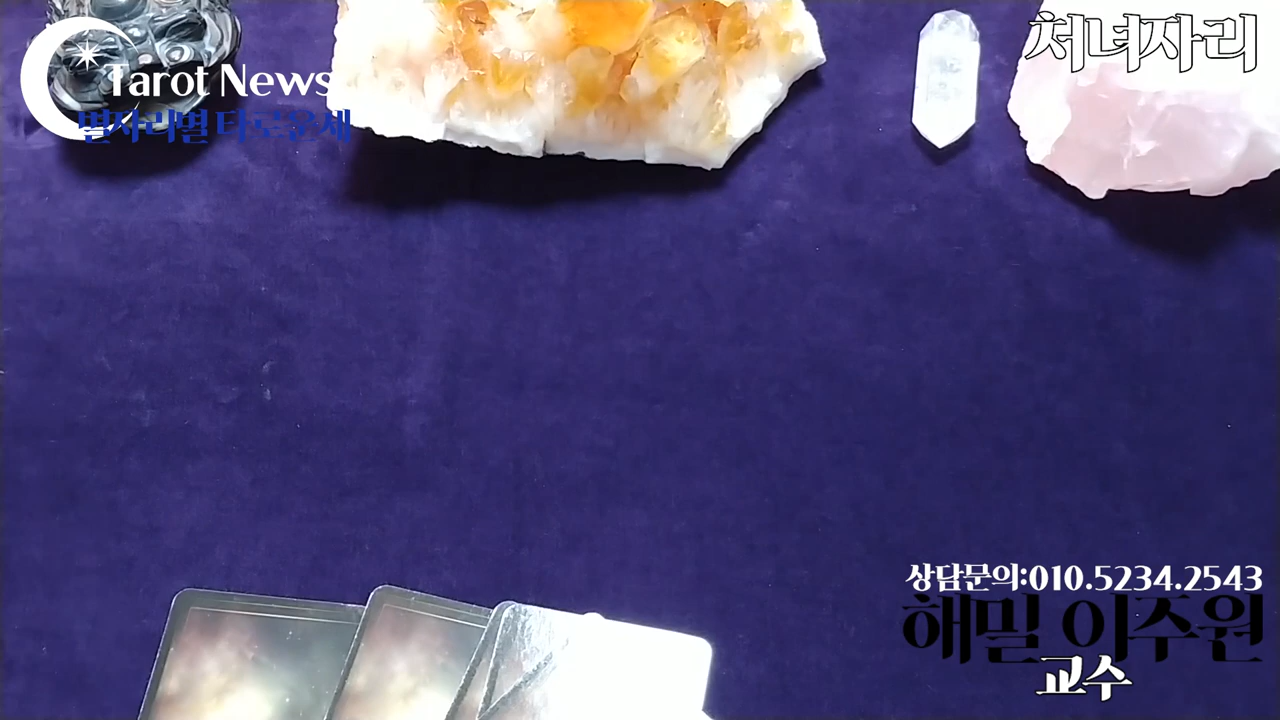 Tarot News
별자리별 타로운세
처녀자리
상담문의:010.5234.2543
해밀 이주원
교수